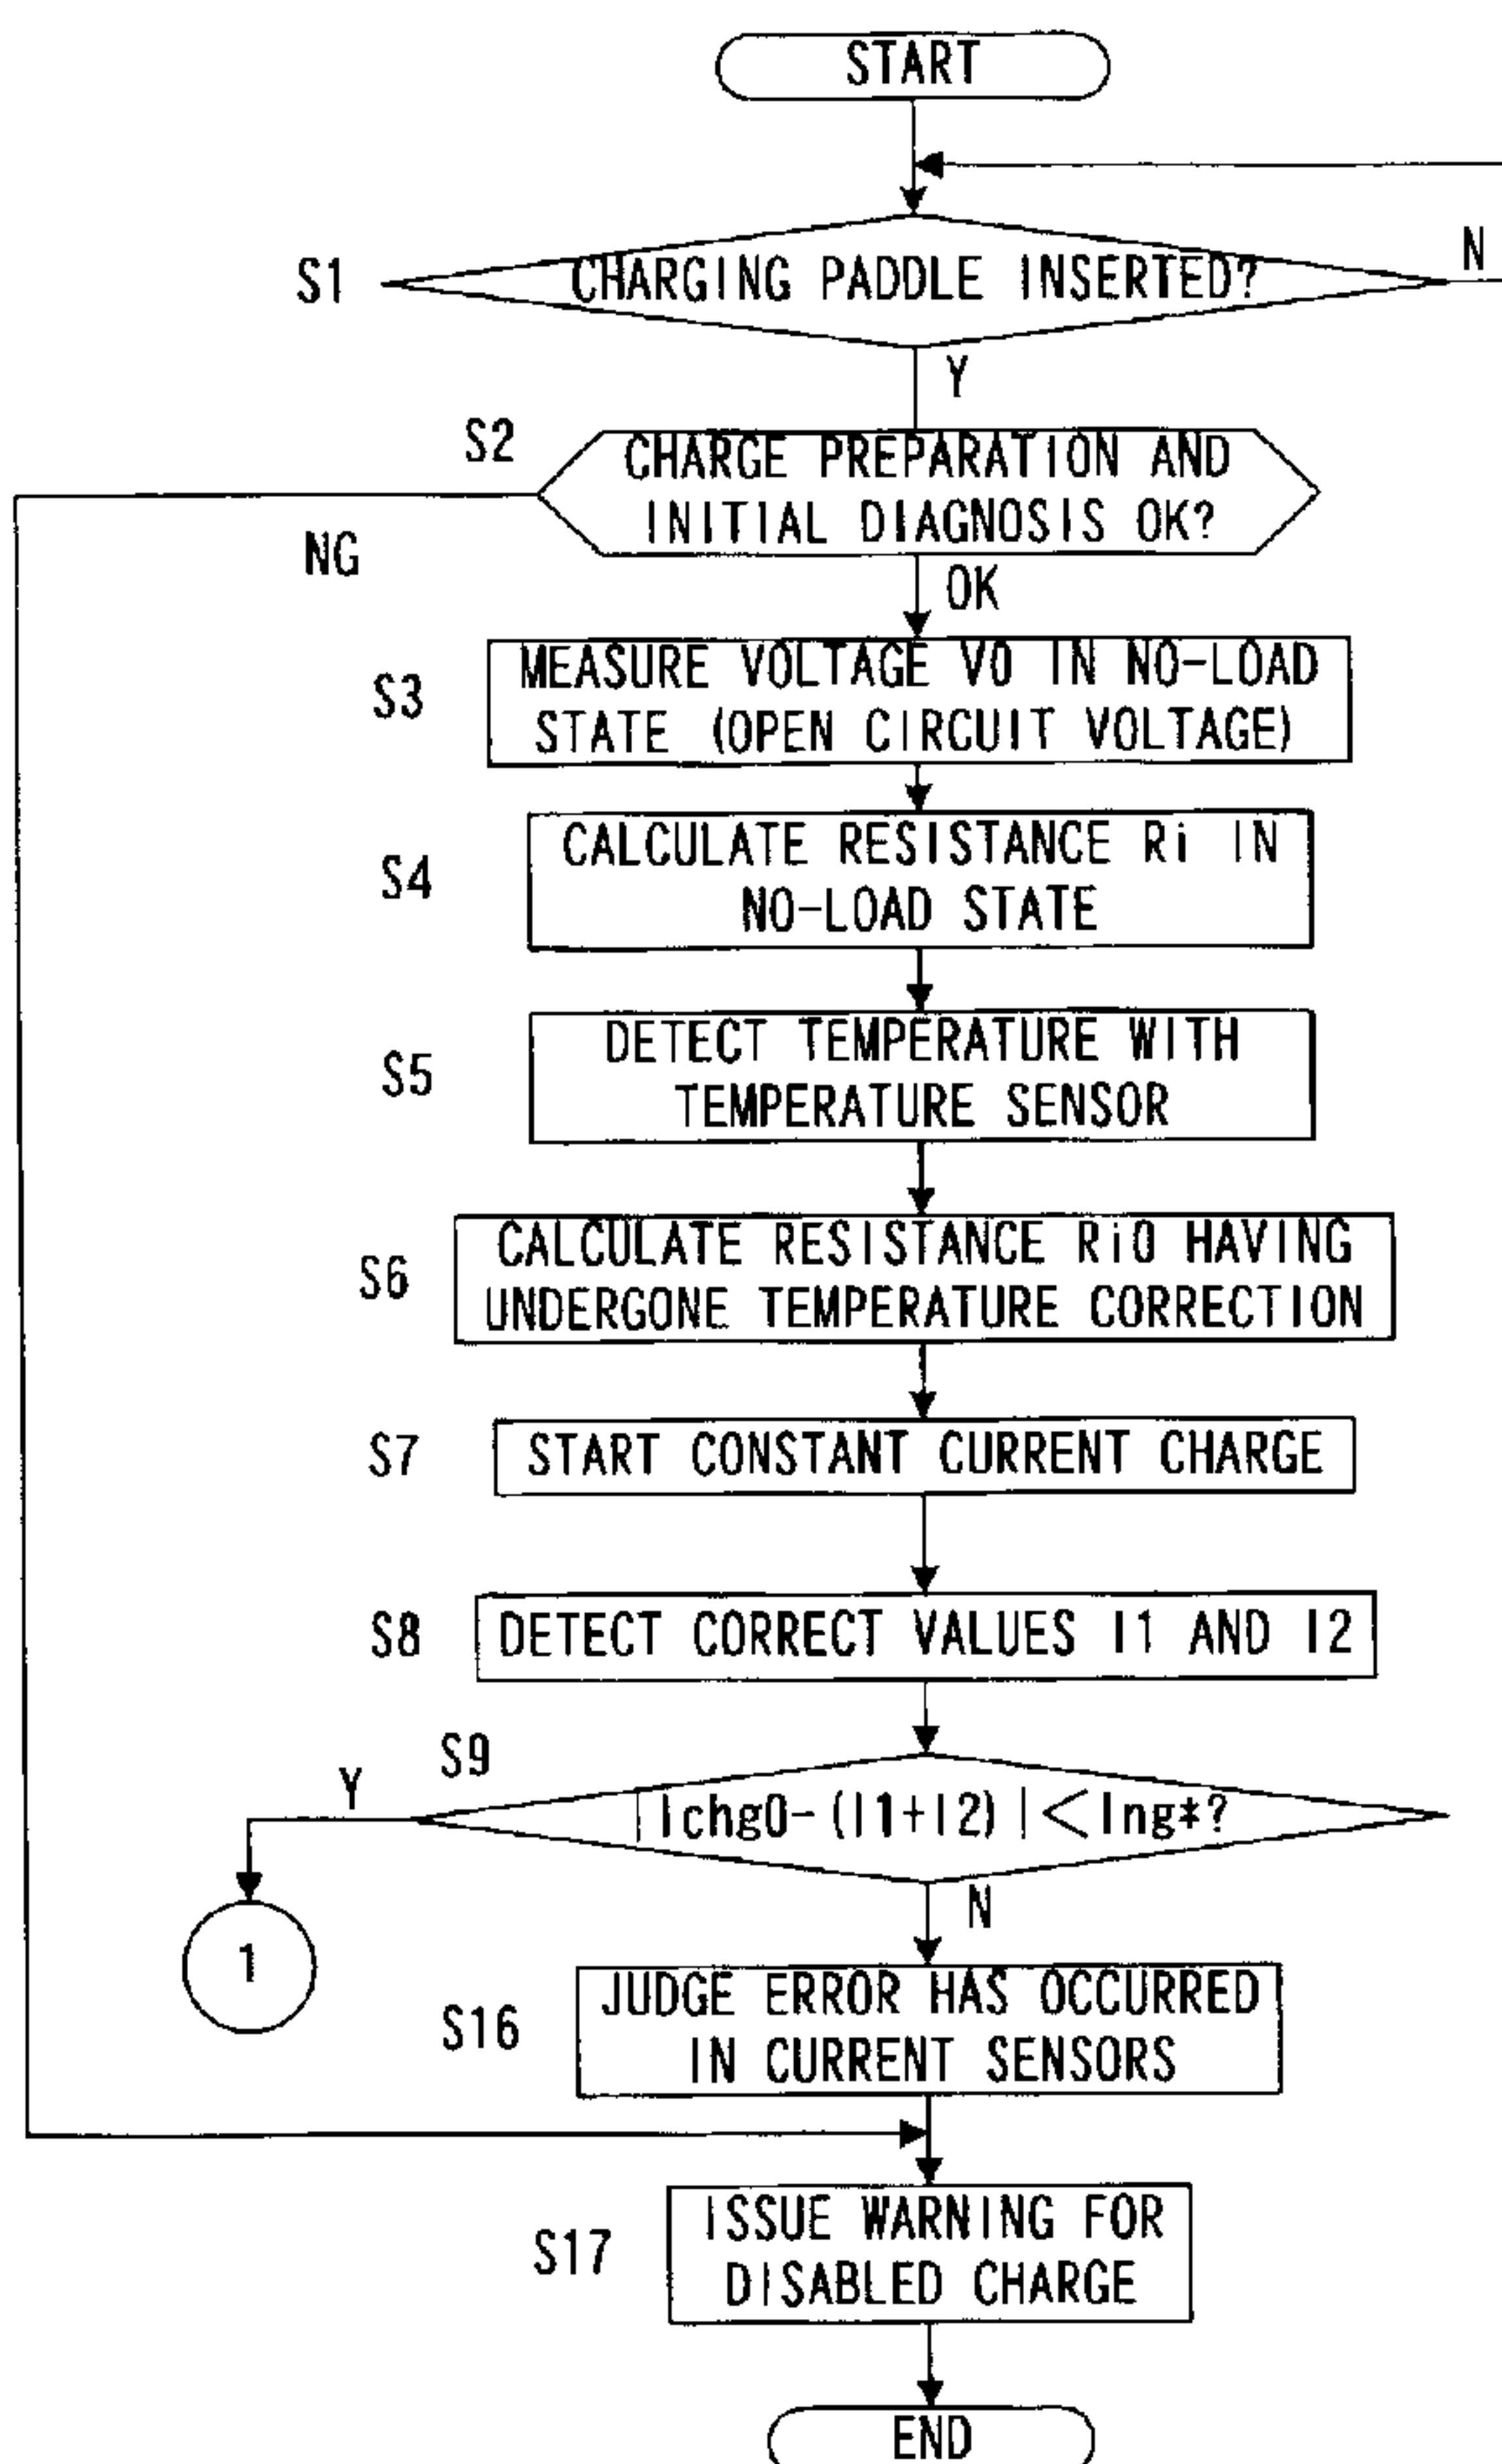 START
S1
CHARGING PADDLE INSERTED?
N
Y
S2
CHARGE PREPARATION AND
INITIAL DIAGNOSIS OK?
NG
OK
S3
MEASURE VOLTAGE V0 IN NO-LOAD
STATE (OPEN CIRCUIT VOLTAGE)
S4
CALCULATE RESISTANCE Ri IN
NO-LOAD STATE
S5
DETECT TEMPERATURE WITH
TEMPERATURE SENSOR
S6
CALCULATE RESISTANCE Ri0 HAVING
UNDERGONE TEMPERATURE CORRECTION
S7
START CONSTANT CURRENT CHARGE
S8
DETECT CORRECT VALUES I1 AND I2
S9
Y
|Ichg0-(I1+I2)|<Ing*?
N
1
S16
JUDGE ERROR HAS OCCURRED
IN CURRENT SENSORS
S17
ISSUE WARNING FOR
DISABLED CHARGE
END